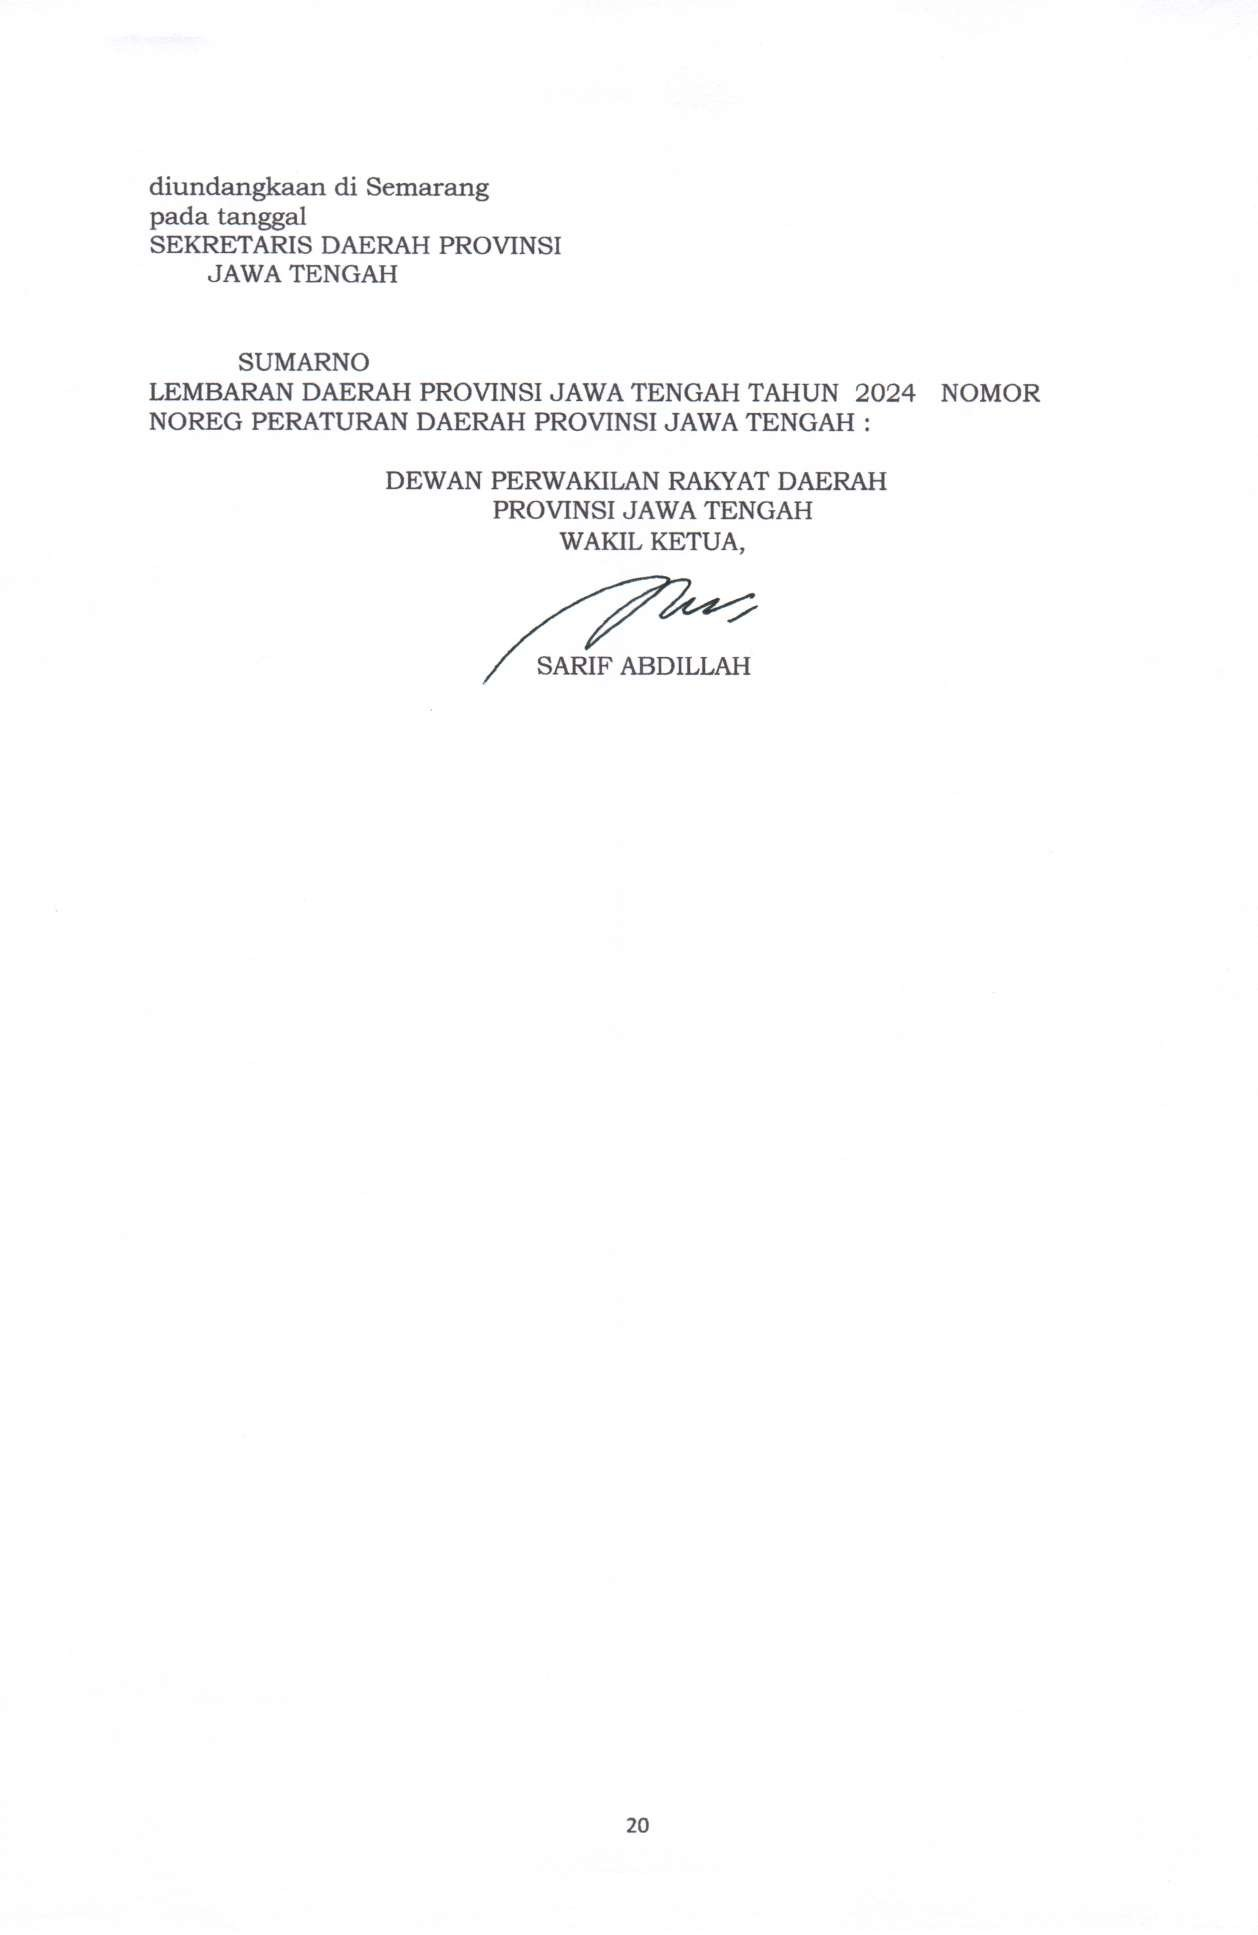 diundangkaan di Semarang
pada tanggal
SEKRETARIS DAERAH PROVINSI
JAWA TENGAH
SUMARNO
LEMBARAN DAERAH PROVINSI JAWA TENGAH TAHUN 2024 NOMOR
NOREG PERATURAN DAERAH PROVINSI JAWA TENGAH :
DEWAN PERWAKILAN RAKYAT DAERAH
PROVINSI JAWA TENGAH
WAKIL KETUA,
SARIF ABDILLAH
20